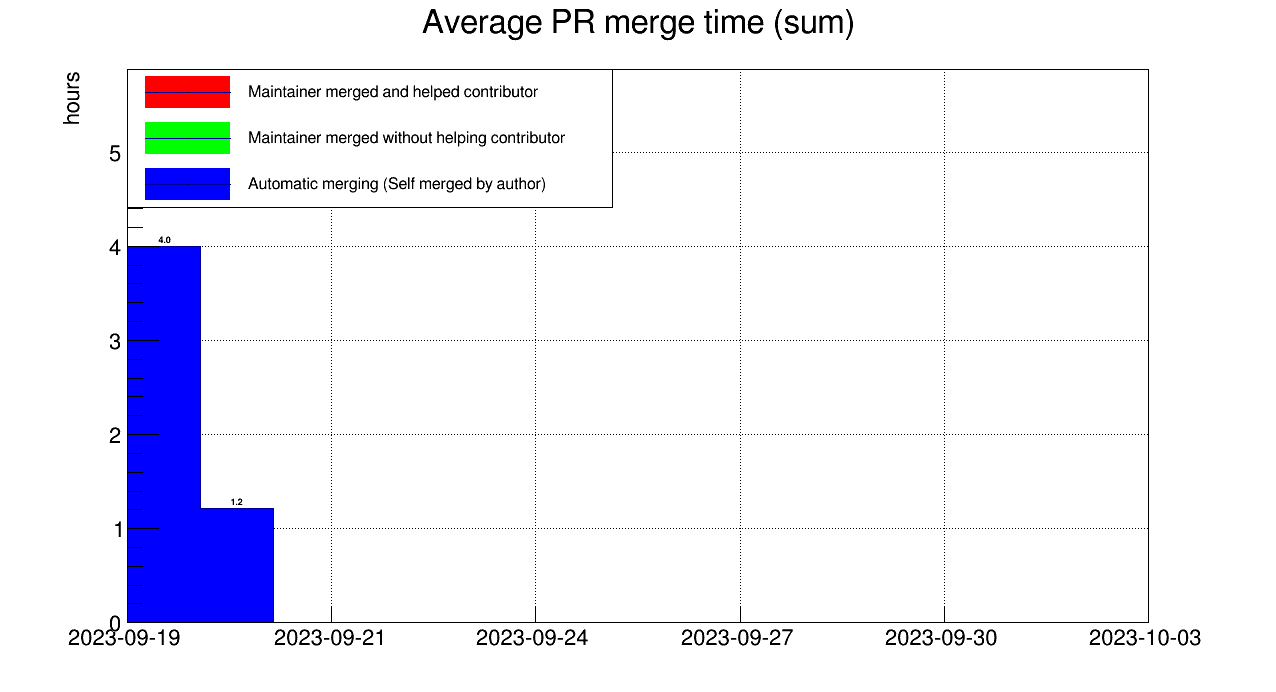 Average PR merge time (sum)
hours
Maintainer merged and helped contributor
Maintainer merged without helping contributor
Automatic merging (Self merged by author)
5
4
3
2
1
0
4.0
1.2
2023-09-19 2023-09-21 2023-09-24 2023-09-27 2023-09-30 2023-10-03